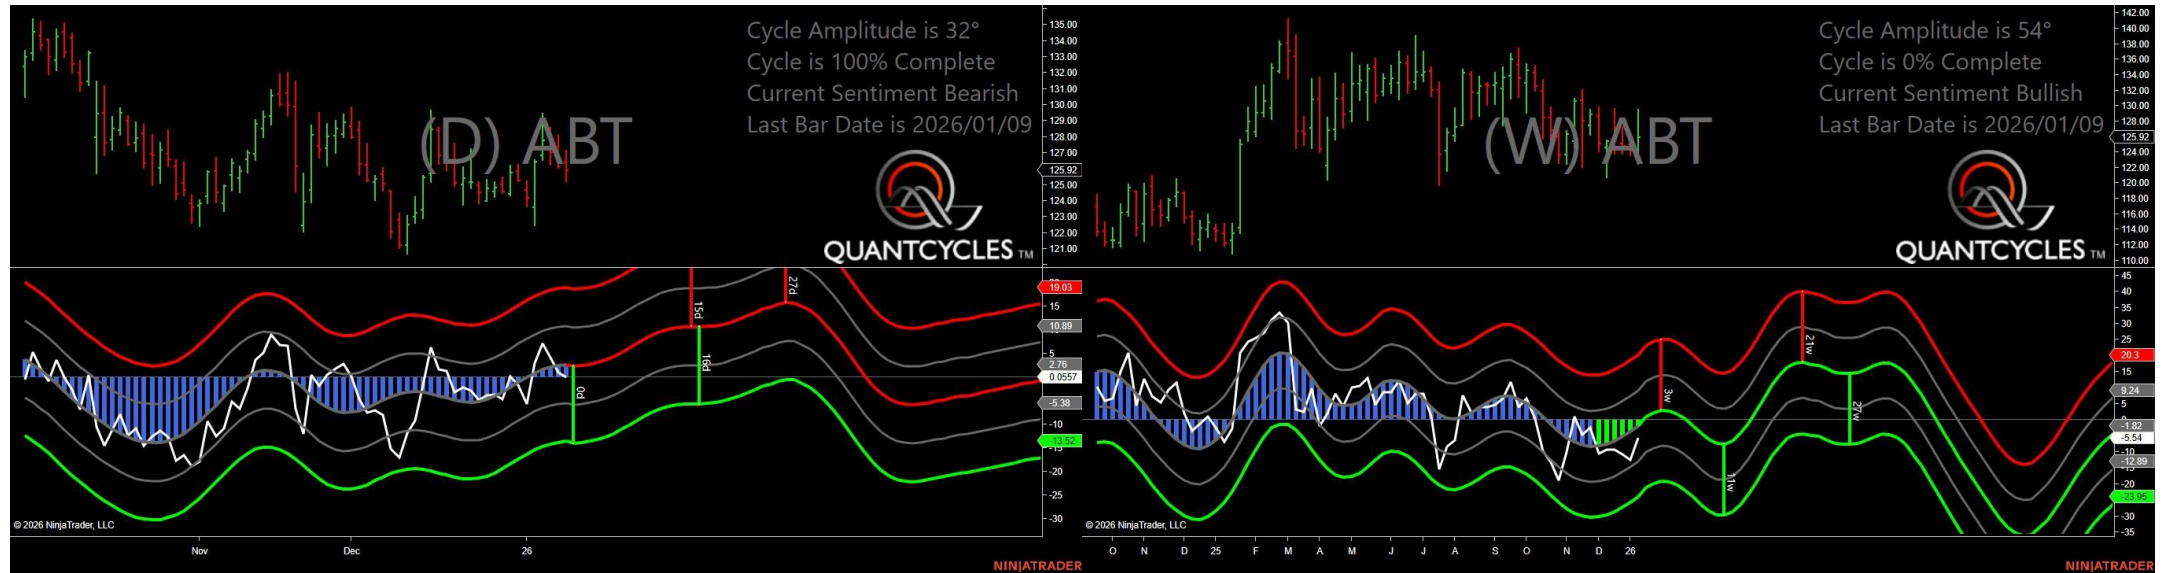 Cycle Amplitude is 32°
Cycle is 100% Complete
Current Sentiment Bearish
Last Bar Date is 2026/01/09
(D) ABT
QUANTCYCLES TM
135.00
134.00
133.00
132.00
131.00
130.00
129.00
128.00
127.00
125.92
125.00
124.00
123.00
122.00
121.00
15d
27d
16d
0d
19.03
15
10.89
5
2.76
0.0557
-5.38
-10
-13.52
-15
-20
-25
-30
© 2026 NinjaTrader, LLC
Nov
Dec
26
NINJATRADER
Cycle Amplitude is 54°
Cycle is 0% Complete
Current Sentiment Bullish
Last Bar Date is 2026/01/09
(W) ABT
QUANTCYCLES TM
142.00
140.00
138.00
136.00
134.00
132.00
130.00
128.00
125.92
124.00
122.00
120.00
118.00
116.00
114.00
112.00
110.00
3w
11w
21w
27w
45
40
35
30
25
20.3
15
9.24
5
0
-1.82
-5.54
-10
-12.89
-15
-23.95
-30
-35
© 2026 NinjaTrader, LLC
O N D 25 F M A M J J A S O N D 26
NINJATRADER